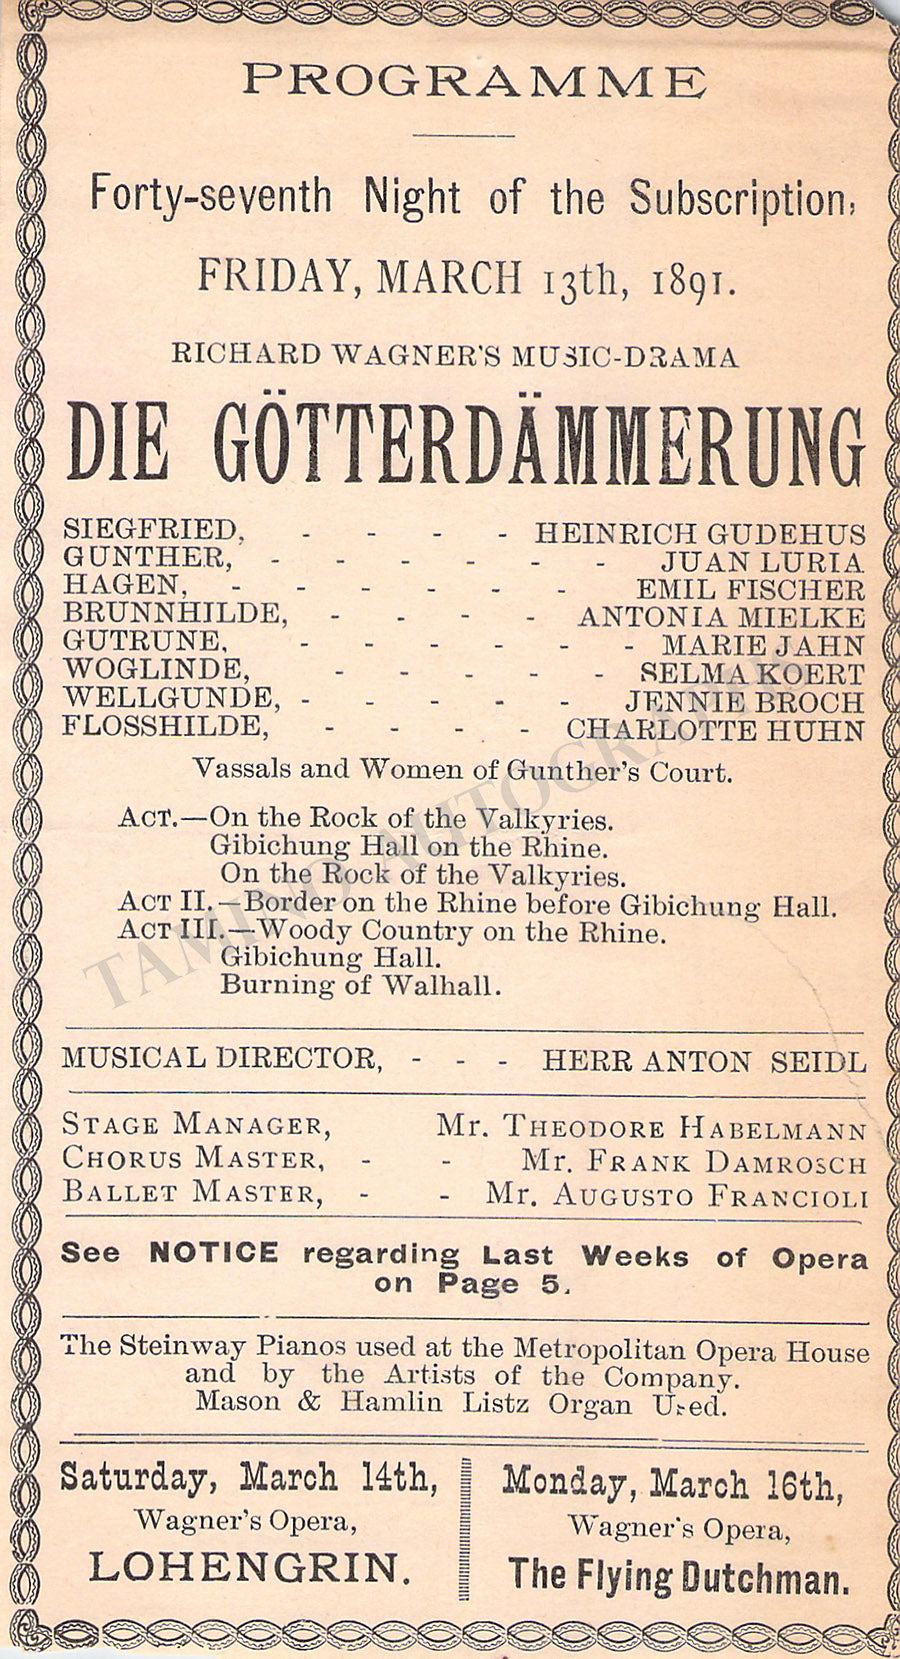 PROGRAMME
Forty-seventh Night of the Subscription,
FRIDAY, MARCH 13th, 1891.
RICHARD WAGNER'S MUSIC-DRAMA
DIE GÖTTERDÄMMERUNG
SIEGFRIED, - - - - HEINRICH GUDEHUS
GUNTHER, - - - - - - JUAN LURIA
HAGEN, - - - - - - EMIL FISCHER
BRUNNHILDE, - - - - ANTONIA MIELKE
GUTRUNE, - - - - - - MARIE JAHN
WOGLINDE, - - - - - SELMA KOERT
WELLGUNDE, - - - - - JENNIE BROCH
FLOSSHILDE, - - - - CHARLOTTE HUHN
Vassals and Women of Gunther's Court.
ACT.—On the Rock of the Valkyries.
Gibichung Hall on the Rhine.
On the Rock of the Valkyries.
ACT II.—Border on the Rhine before Gibichung Hall.
ACT III.—Woody Country on the Rhine.
Gibichung Hall.
Burning of Walhall.
TAMINO AUTOGRAPHS
MUSICAL DIRECTOR, - - - HERR ANTON SEIDL
STAGE MANAGER, Mr. THEODORE HABELMANN
CHORUS MASTER, - - Mr. FRANK DAMROSCH
BALLET MASTER, - - Mr. AUGUSTO FRANCIOLI
See NOTICE regarding Last Weeks of Opera
on Page 5.
The Steinway Pianos used at the Metropolitan Opera House
and by the Artists of the Company.
Mason & Hamlin Listz Organ Used.
Saturday, March 14th,
Wagner's Opera,
LOHENGRIN.
Monday, March 16th,
Wagner's Opera,
The Flying Dutchman.